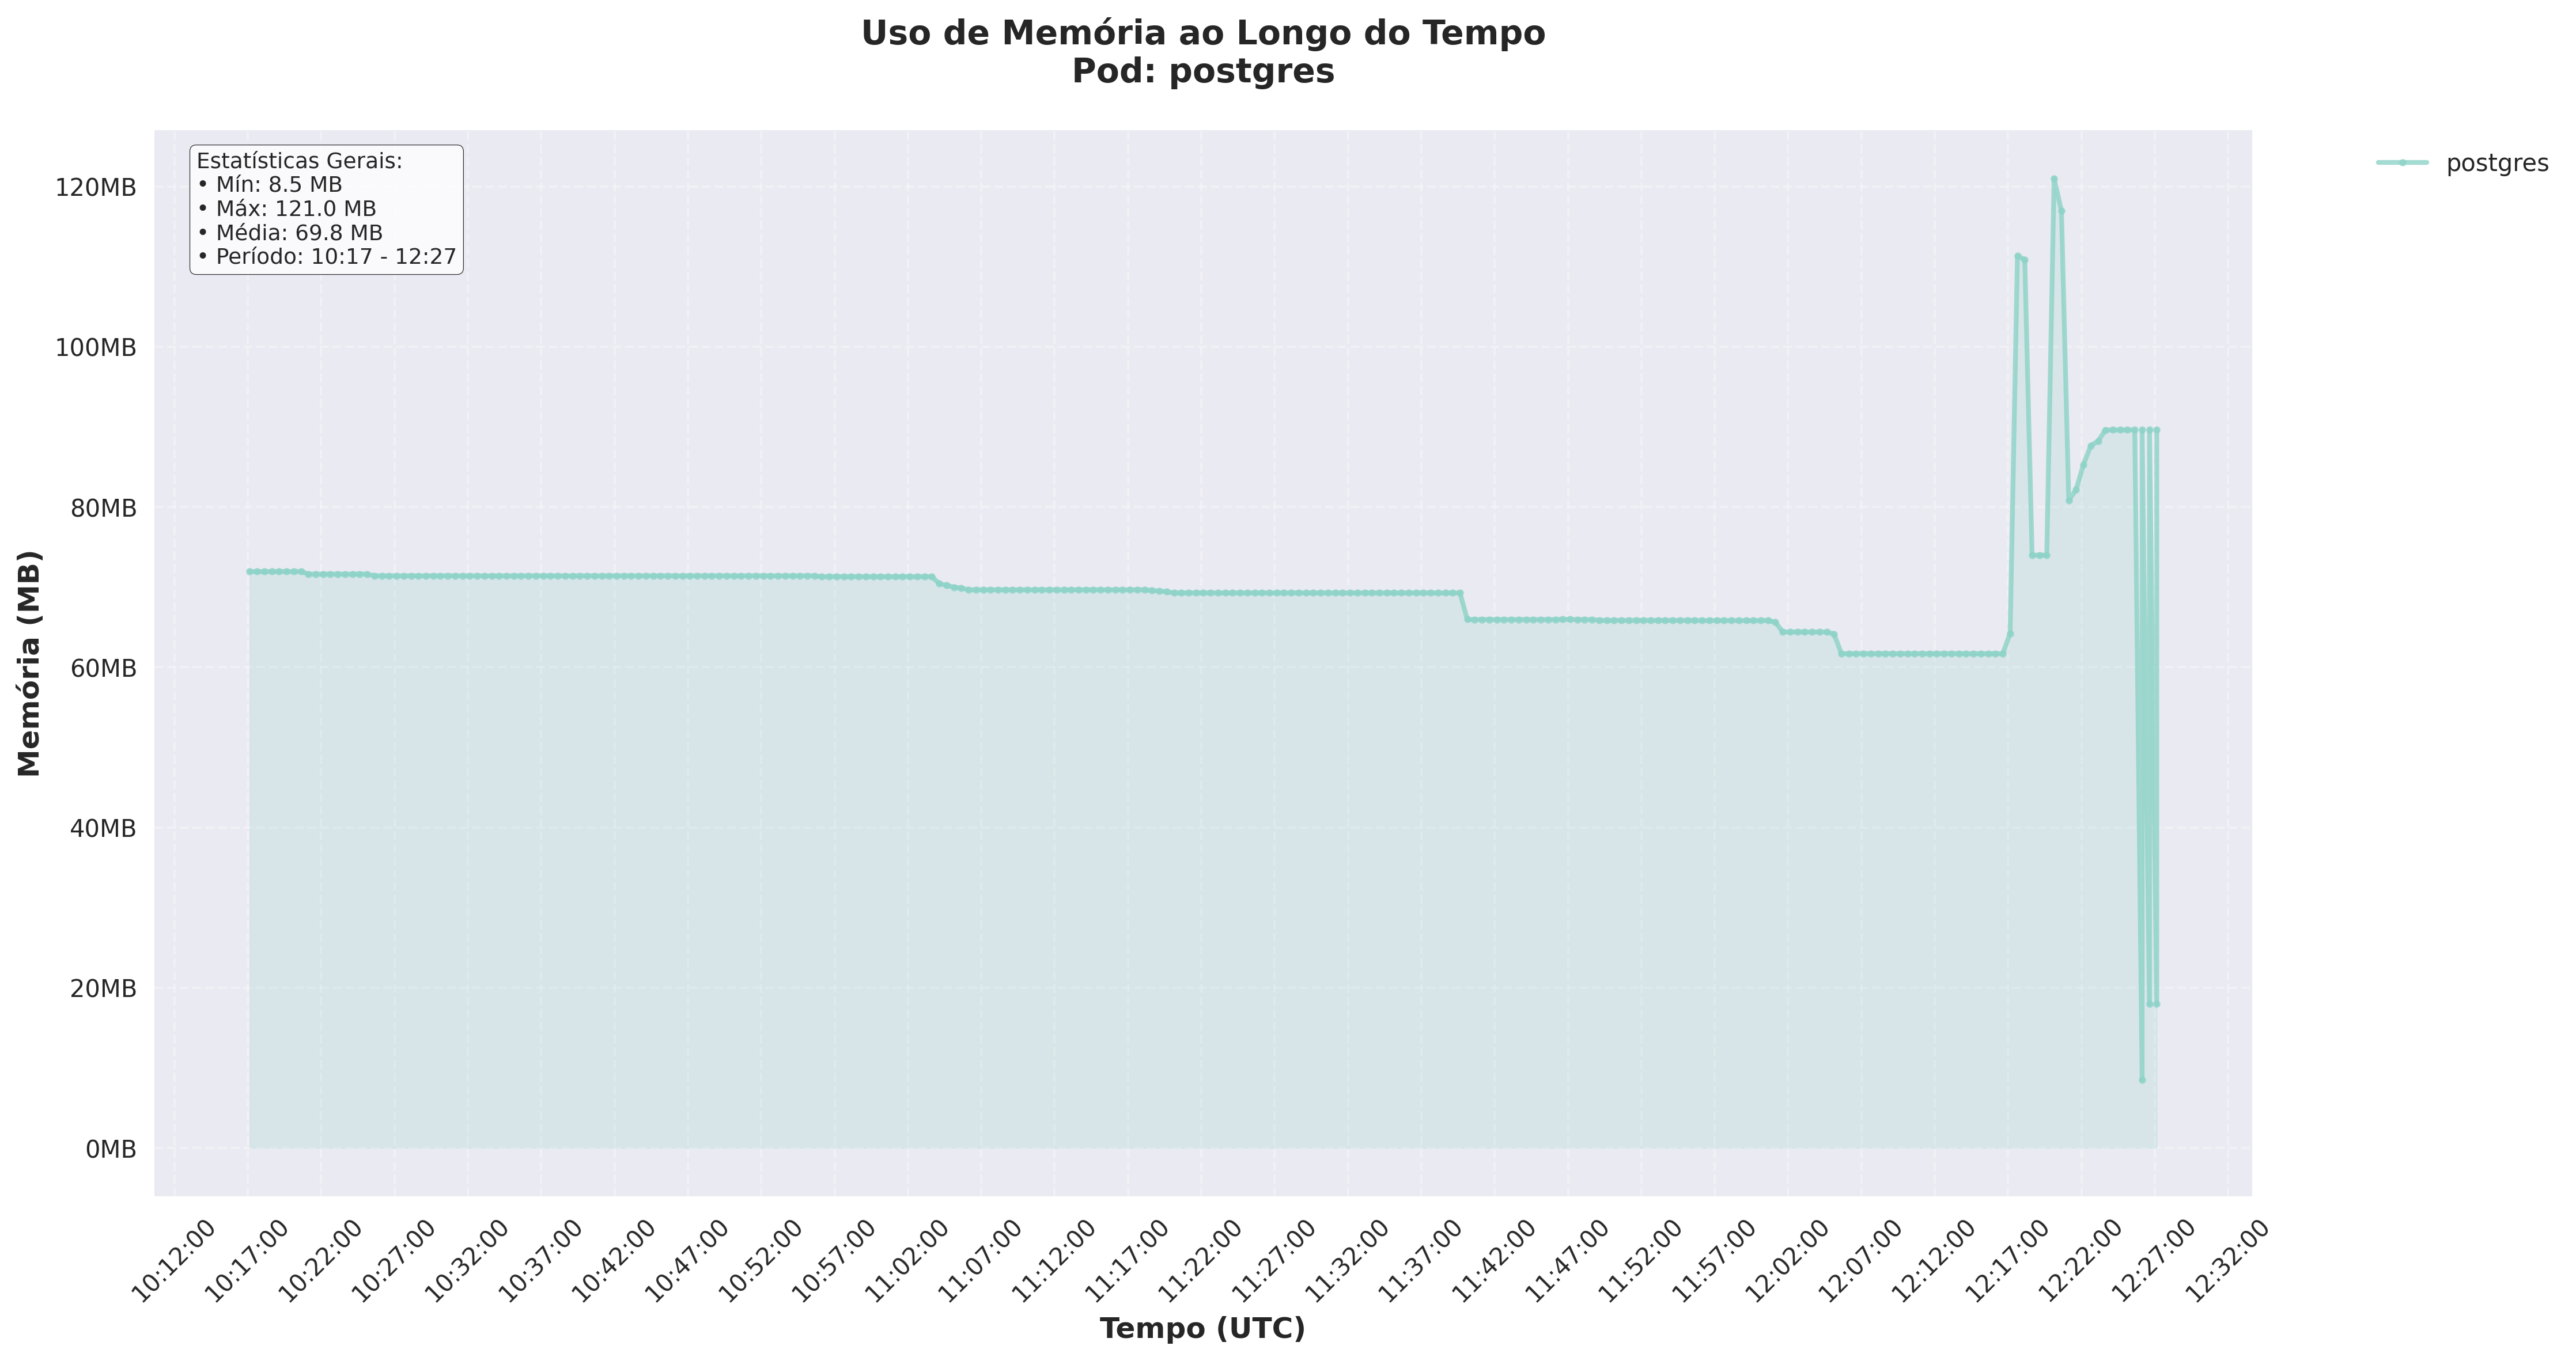 Uso de Memória ao Longo do Tempo
Pod: postgres
Estatísticas Gerais:
• Mín: 8.5 MB
• Máx: 121.0 MB
• Média: 69.8 MB
• Período: 10:17 - 12:27
postgres
120MB
100MB
80MB
60MB
40MB
20MB
0MB
Memória (MB)
10:12:00
10:17:00
10:22:00
10:27:00
10:32:00
10:37:00
10:42:00
10:47:00
10:52:00
10:57:00
11:02:00
11:07:00
11:12:00
11:17:00
11:22:00
11:27:00
11:32:00
11:37:00
11:42:00
11:47:00
11:52:00
11:57:00
12:02:00
12:07:00
12:12:00
12:17:00
12:22:00
12:27:00
12:32:00
Tempo (UTC)